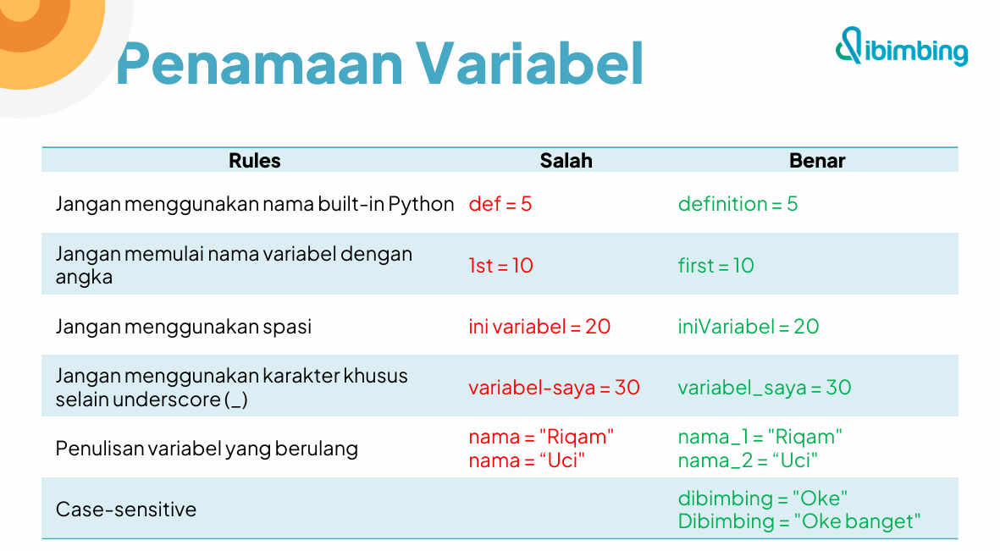 Penamaan Variabel
dibimbing
Rules Salah Benar
Jangan menggunakan nama built-in Python def = 5 definition = 5
Jangan memulai nama variabel dengan
angka
1st = 10 first = 10
Jangan menggunakan spasi ini variabel = 20 iniVariabel = 20
Jangan menggunakan karakter khusus
selain underscore (_)
variabel-saya = 30 variabel_saya = 30
Penulisan variabel yang berulang
nama = "Riqam"
nama = “Uci"
nama_1 = "Riqam"
nama_2 = “Uci"
Case-sensitive
dibimbing = "Oke"
Dibimbing = "Oke banget"